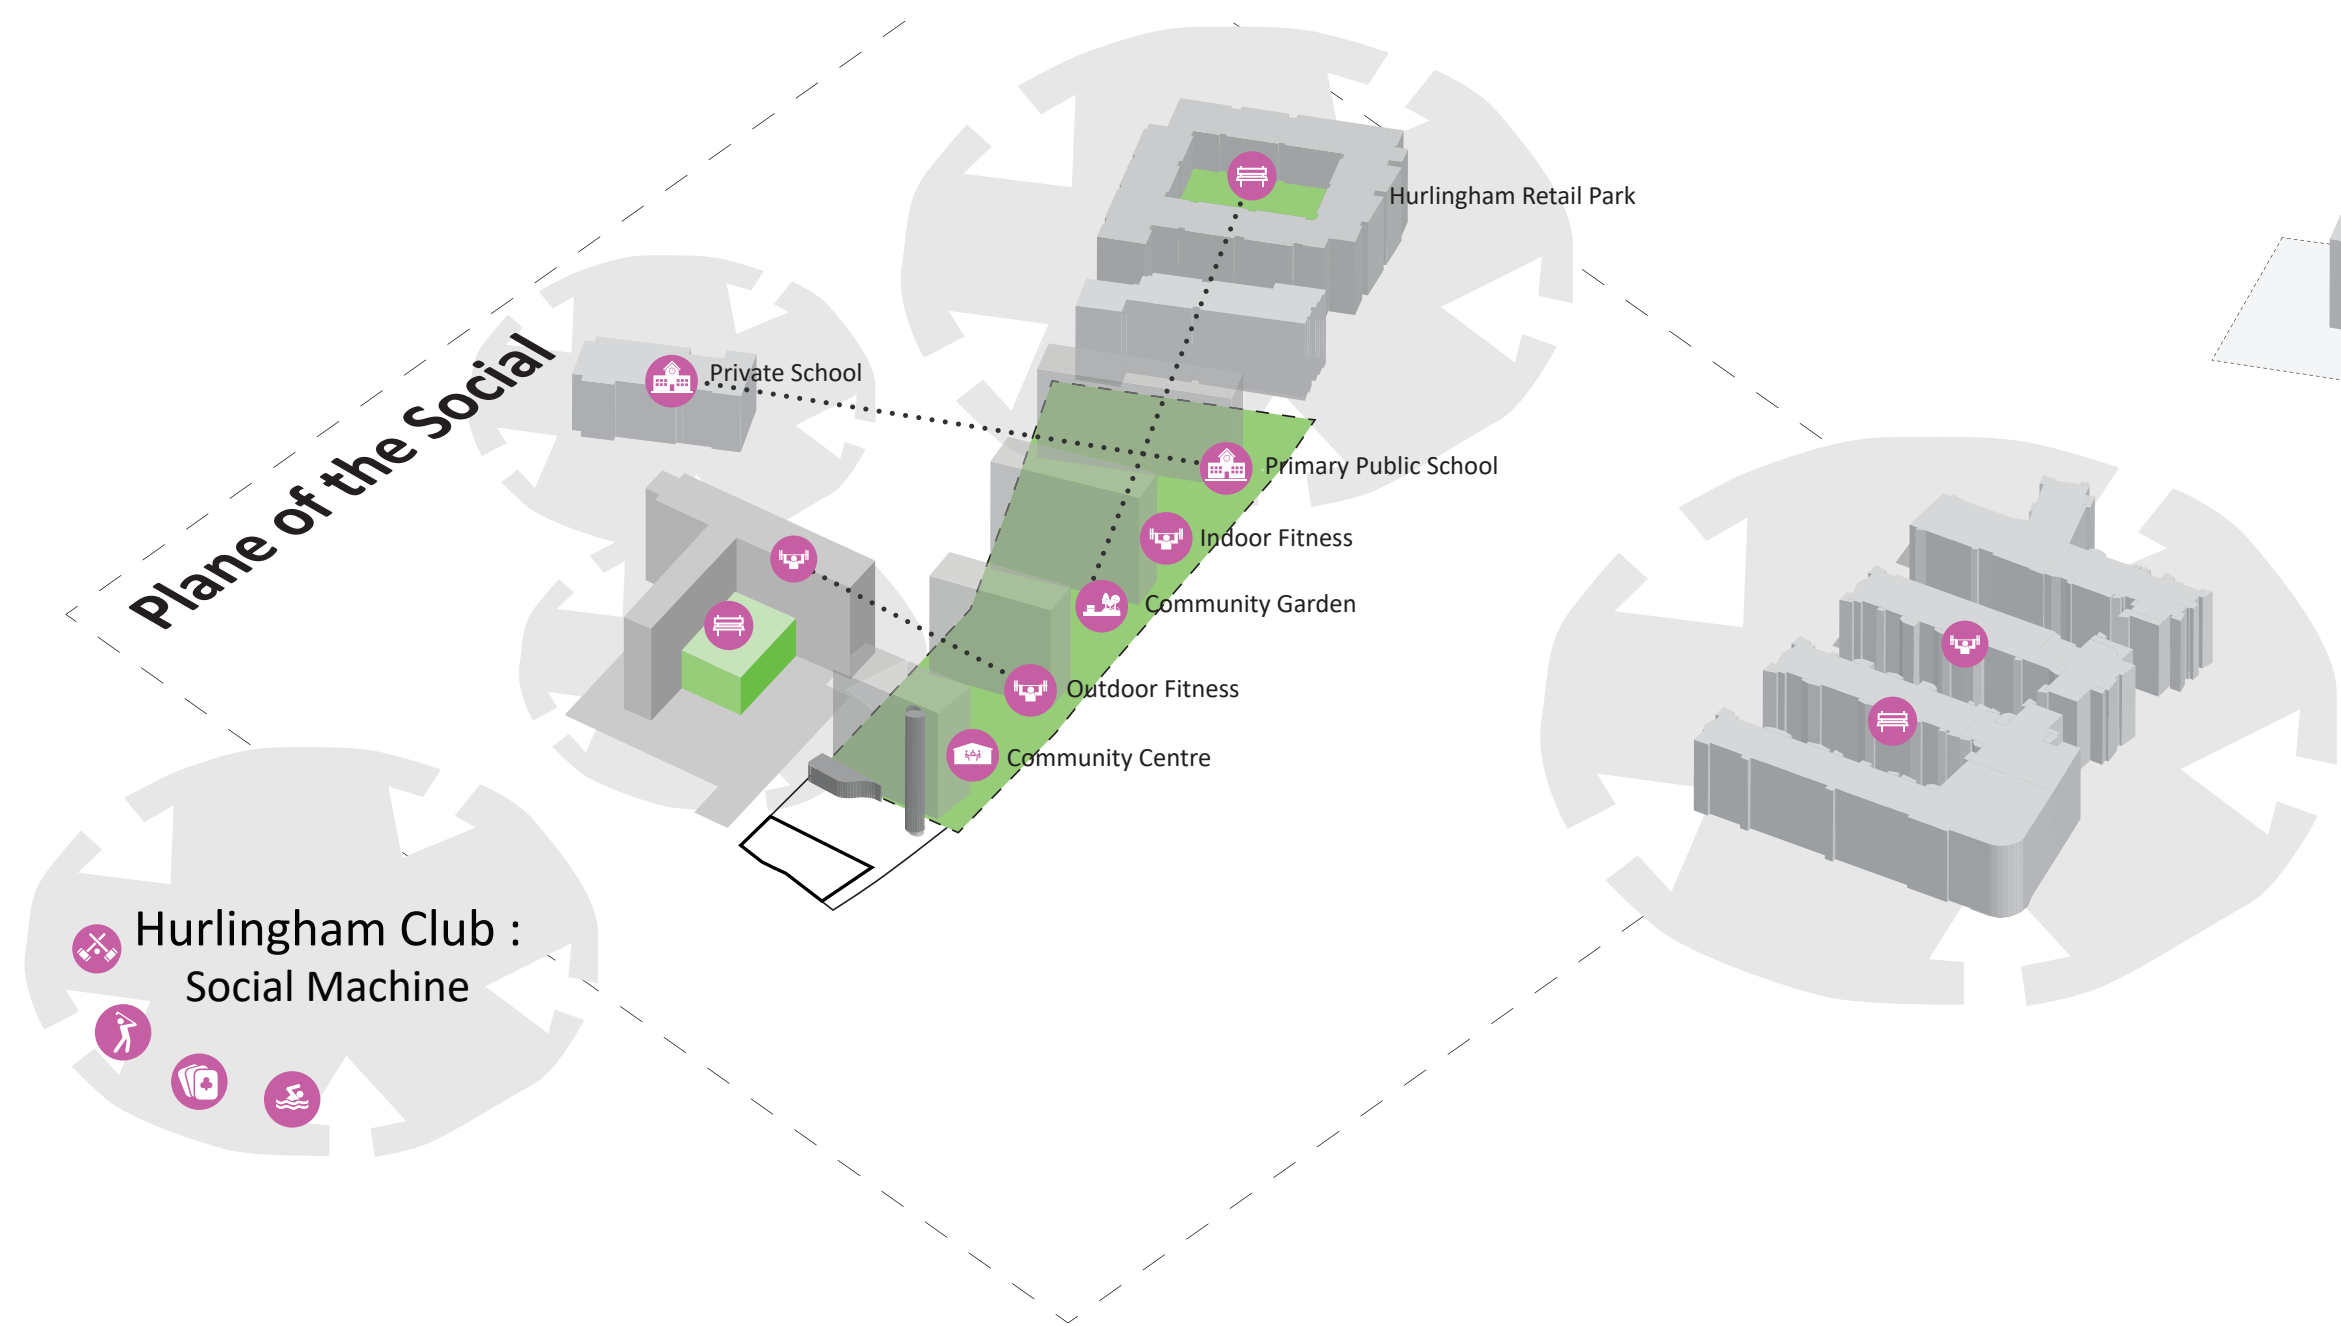 Hurlingham Retail Park
Plane of the Social
Private School
Primary Public School
Indoor Fitness
Community Garden
Outdoor Fitness
Community Centre
Hurlingham Club :
Social Machine